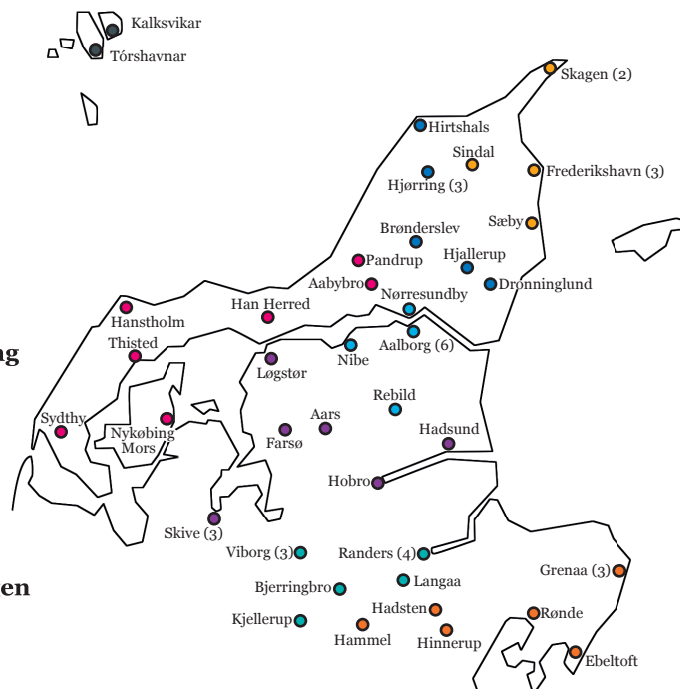 Kalksvikar
Tórshavnar
Skagen (2)
Hirtshals
Sindal
Frederikshavn (3)
Hjørring (3)
Sæby
Brønderslev
Pandrup
Hjallerup
Aabybro
Dronninglund
Nørresundby
Han Herred
Hanstholm
Thisted
ng
Aalborg (6)
Nibe
Løgstør
Rebild
Aars
Sydthy
Nykøbing
Mors
Farsø
Hadsund
Hobro
Skive (3)
Viborg (3)
Randers (4)
Grenaa (3)
Langaa
en
Bjerringbro
Hadsten
Rønde
Kjellerup
Hammel
Hinnerup
Ebeltoft